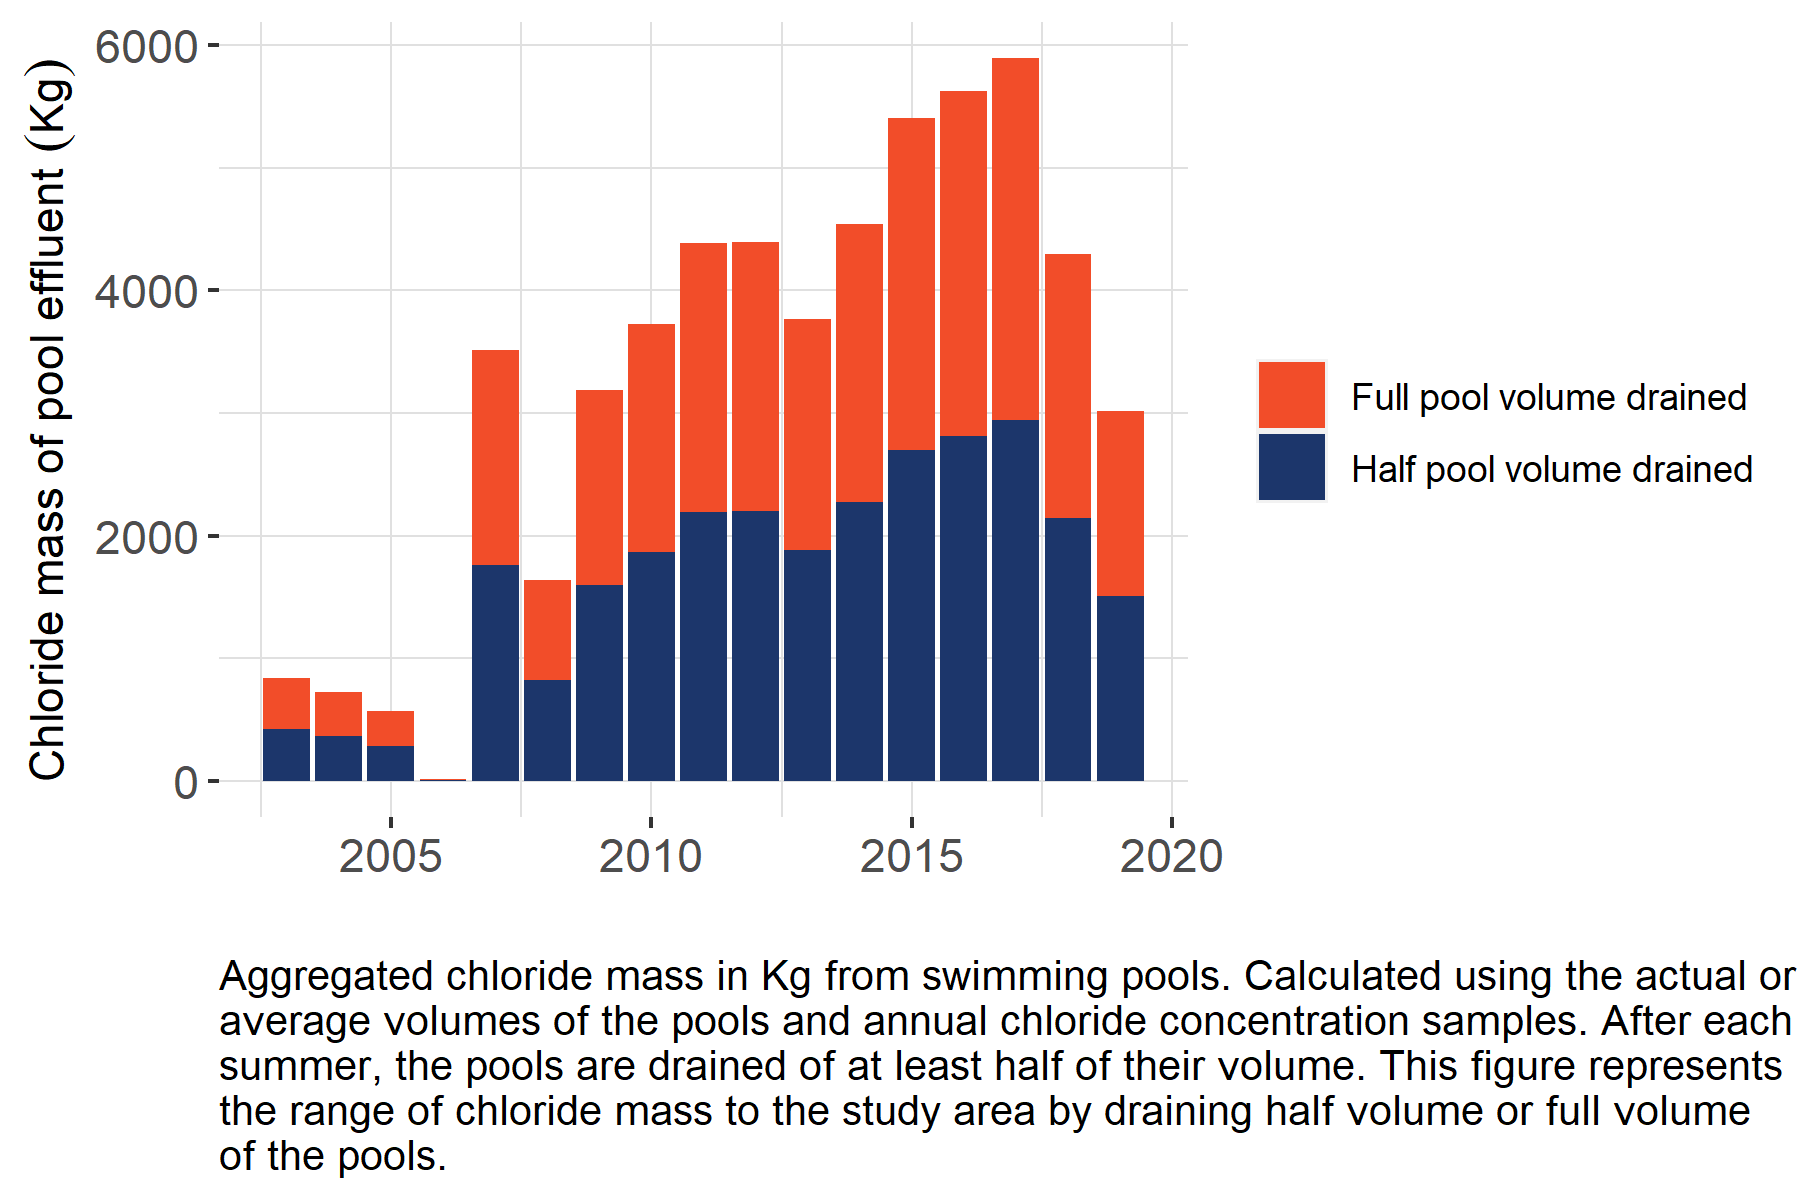 Chloride mass of pool effluent (Kg)
6000
4000
2000
0
2005 2010 2015 2020
Full pool volume drained
Half pool volume drained
Aggregated chloride mass in Kg from swimming pools. Calculated using the actual or
average volumes of the pools and annual chloride concentration samples. After each
summer, the pools are drained of at least half of their volume. This figure represents
the range of chloride mass to the study area by draining half volume or full volume
of the pools.